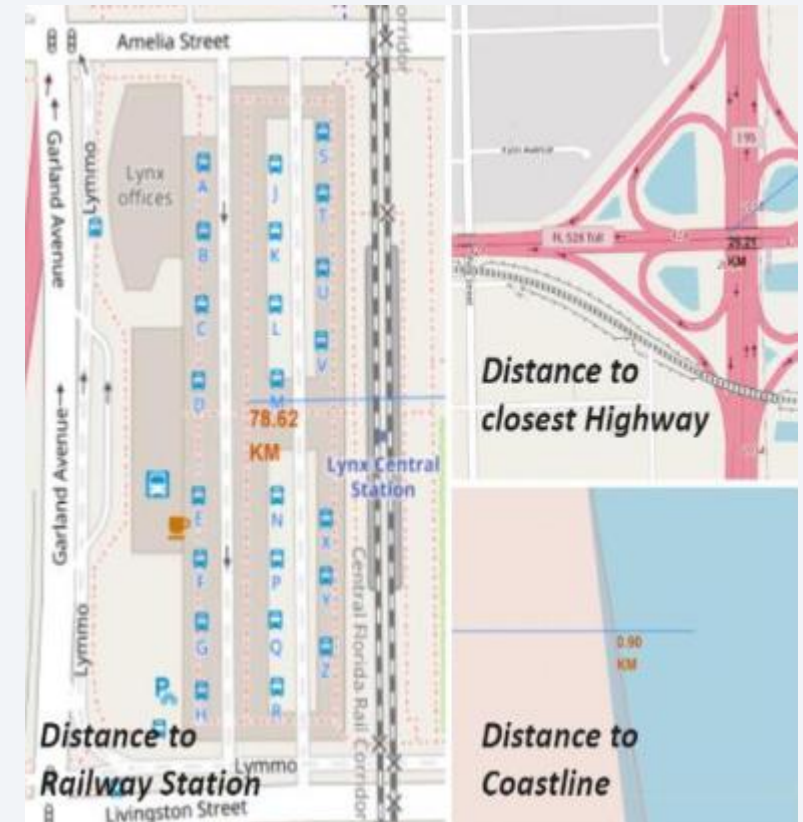 Amelia Street
orridor
Garland Avenue
Lymmo
Lynx
offices
A
B
C
D
E
F
G
H
J
K
L
M
N
P
Q
R
S
T
U
V
X
Y
Z
78.62
KM
Lynx Central
Station
Garland Avenue
Lymmo
Central Florida Rail Corridor
P
Distance to
Railway Station
Lymmo
Livingston Street
I 95
FL 528 Toll
KM
Distance to
closest Highway
0.90
KM
Distance to
Coastline